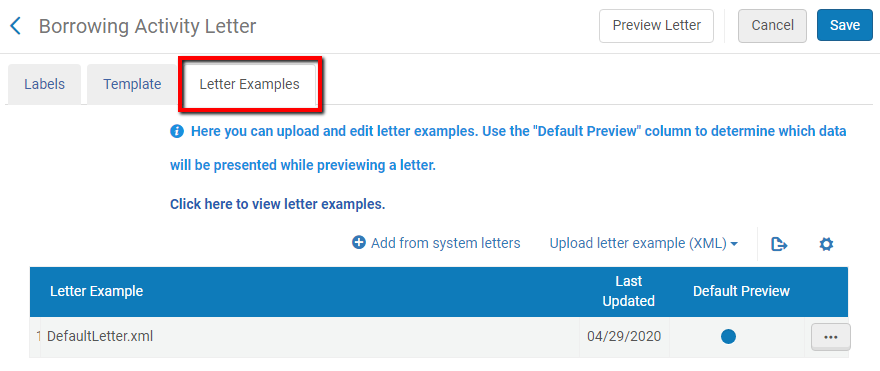 Borrowing Activity Letter
Preview Letter
Cancel
Save
Labels
Template
Letter Examples
Here you can upload and edit letter examples. Use the "Default Preview" column to determine which data
will be presented while previewing a letter.
Click here to view letter examples.
Add from system letters
Upload letter example (XML)
Letter Example
Last
Updated
Default Preview
1 DefaultLetter.xml
04/29/2020